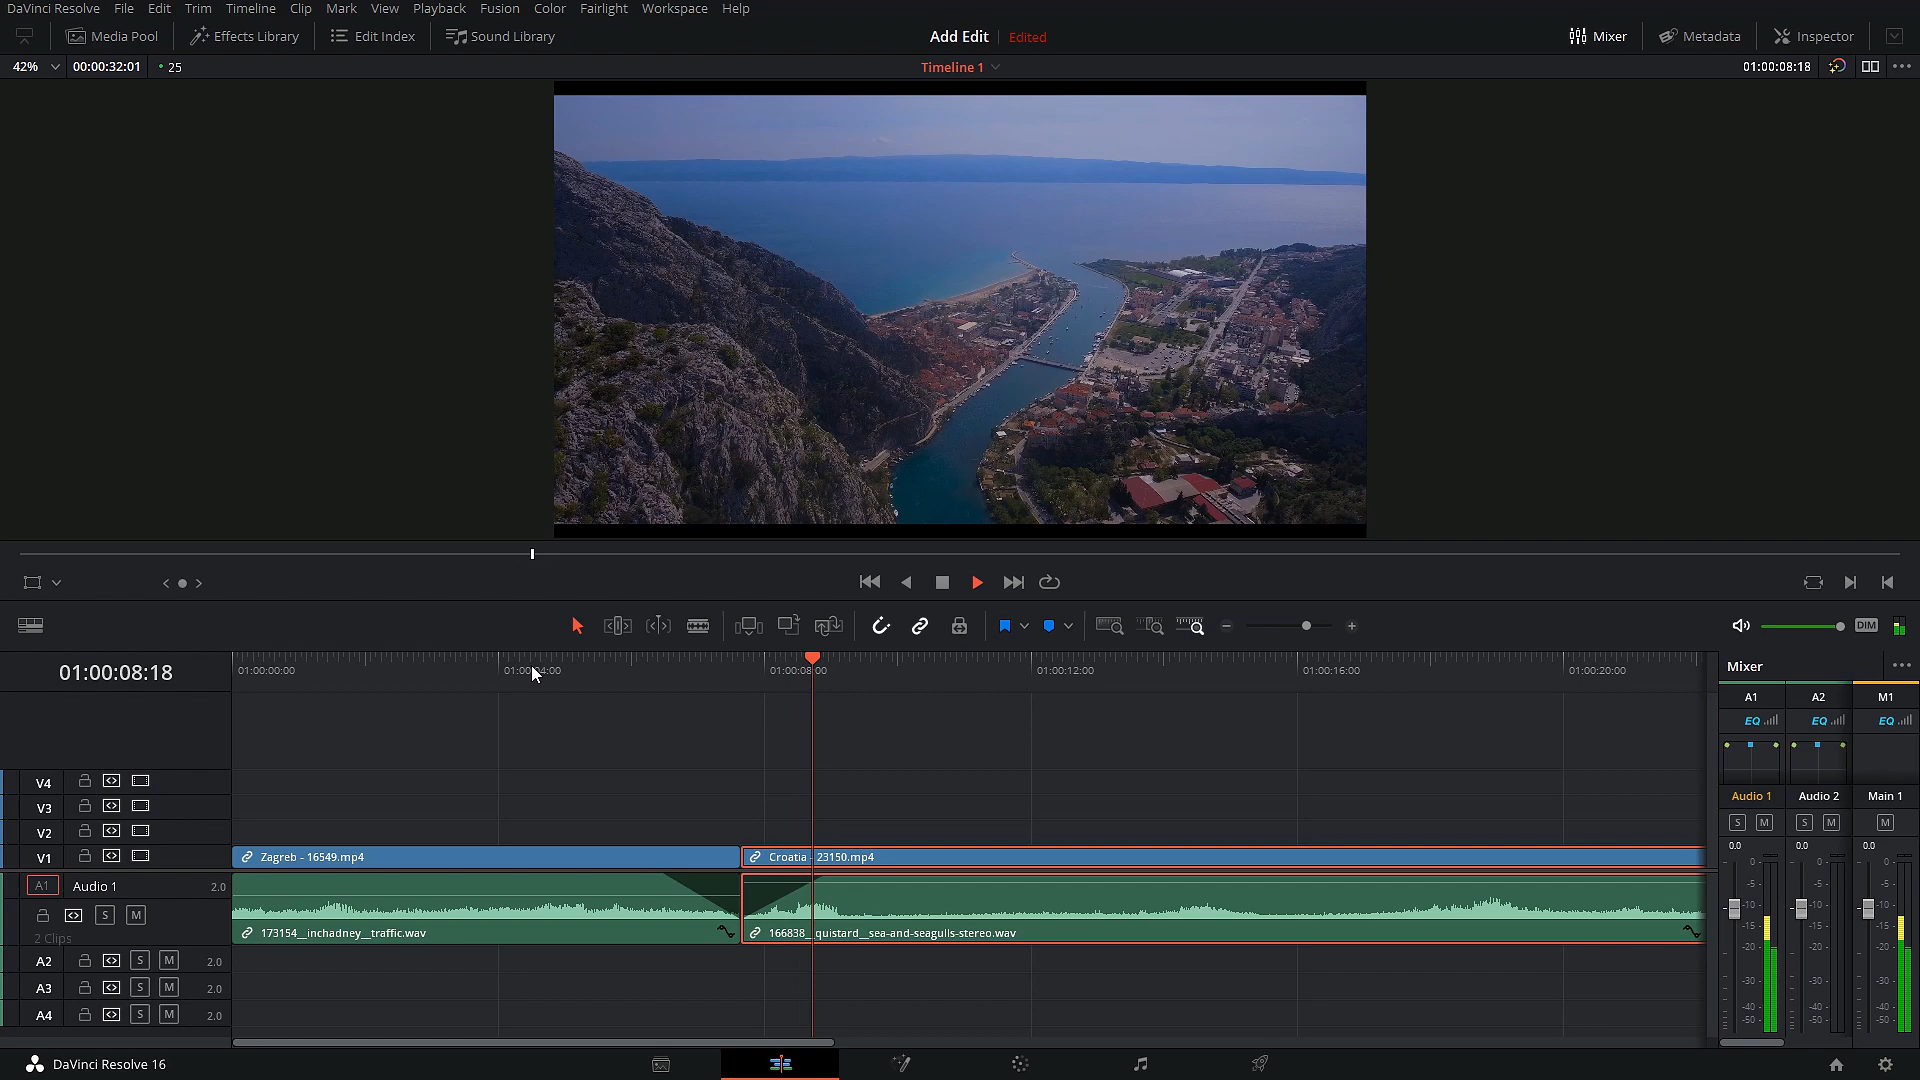 DaVinci Resolve File Edit Trim Timeline Clip Mark View Playback Fusion Color Fairlight Workspace Help
Media Pool Effects Library Edit Index Sound Library Add Edit Edited Mixer Metadata Inspector
42% 00:00:32:01 25 Timeline 1 01:00:08:18
DIM
01:00:08:18 01:00:00:00 01:00:04:00 01:00:08:00 01:00:12:00 01:00:16:00 01:00:20:00 Mixer
A1 A2 M1
EQ EQ EQ
V4
V3
V2
V1 Zagreb - 16549.mp4 Croatia - 23150.mp4
Audio 1 Audio 2 Main 1
S M S M M
0.0 0.0 0.0
A1 Audio 1 2.0
S M
2 Clips
173154__inchadney__traffic.wav 166838__quistard__sea-and-seagulls-stereo.wav
A2 S M 2.0
A3 S M 2.0
A4 S M 2.0
0 0 0
-5 -5 -5
-10 -10 -10
-15 -15 -15
-20 -20 -20
-30 -30 -30
-40 -40 -40
-50 -50 -50
DaVinci Resolve 16